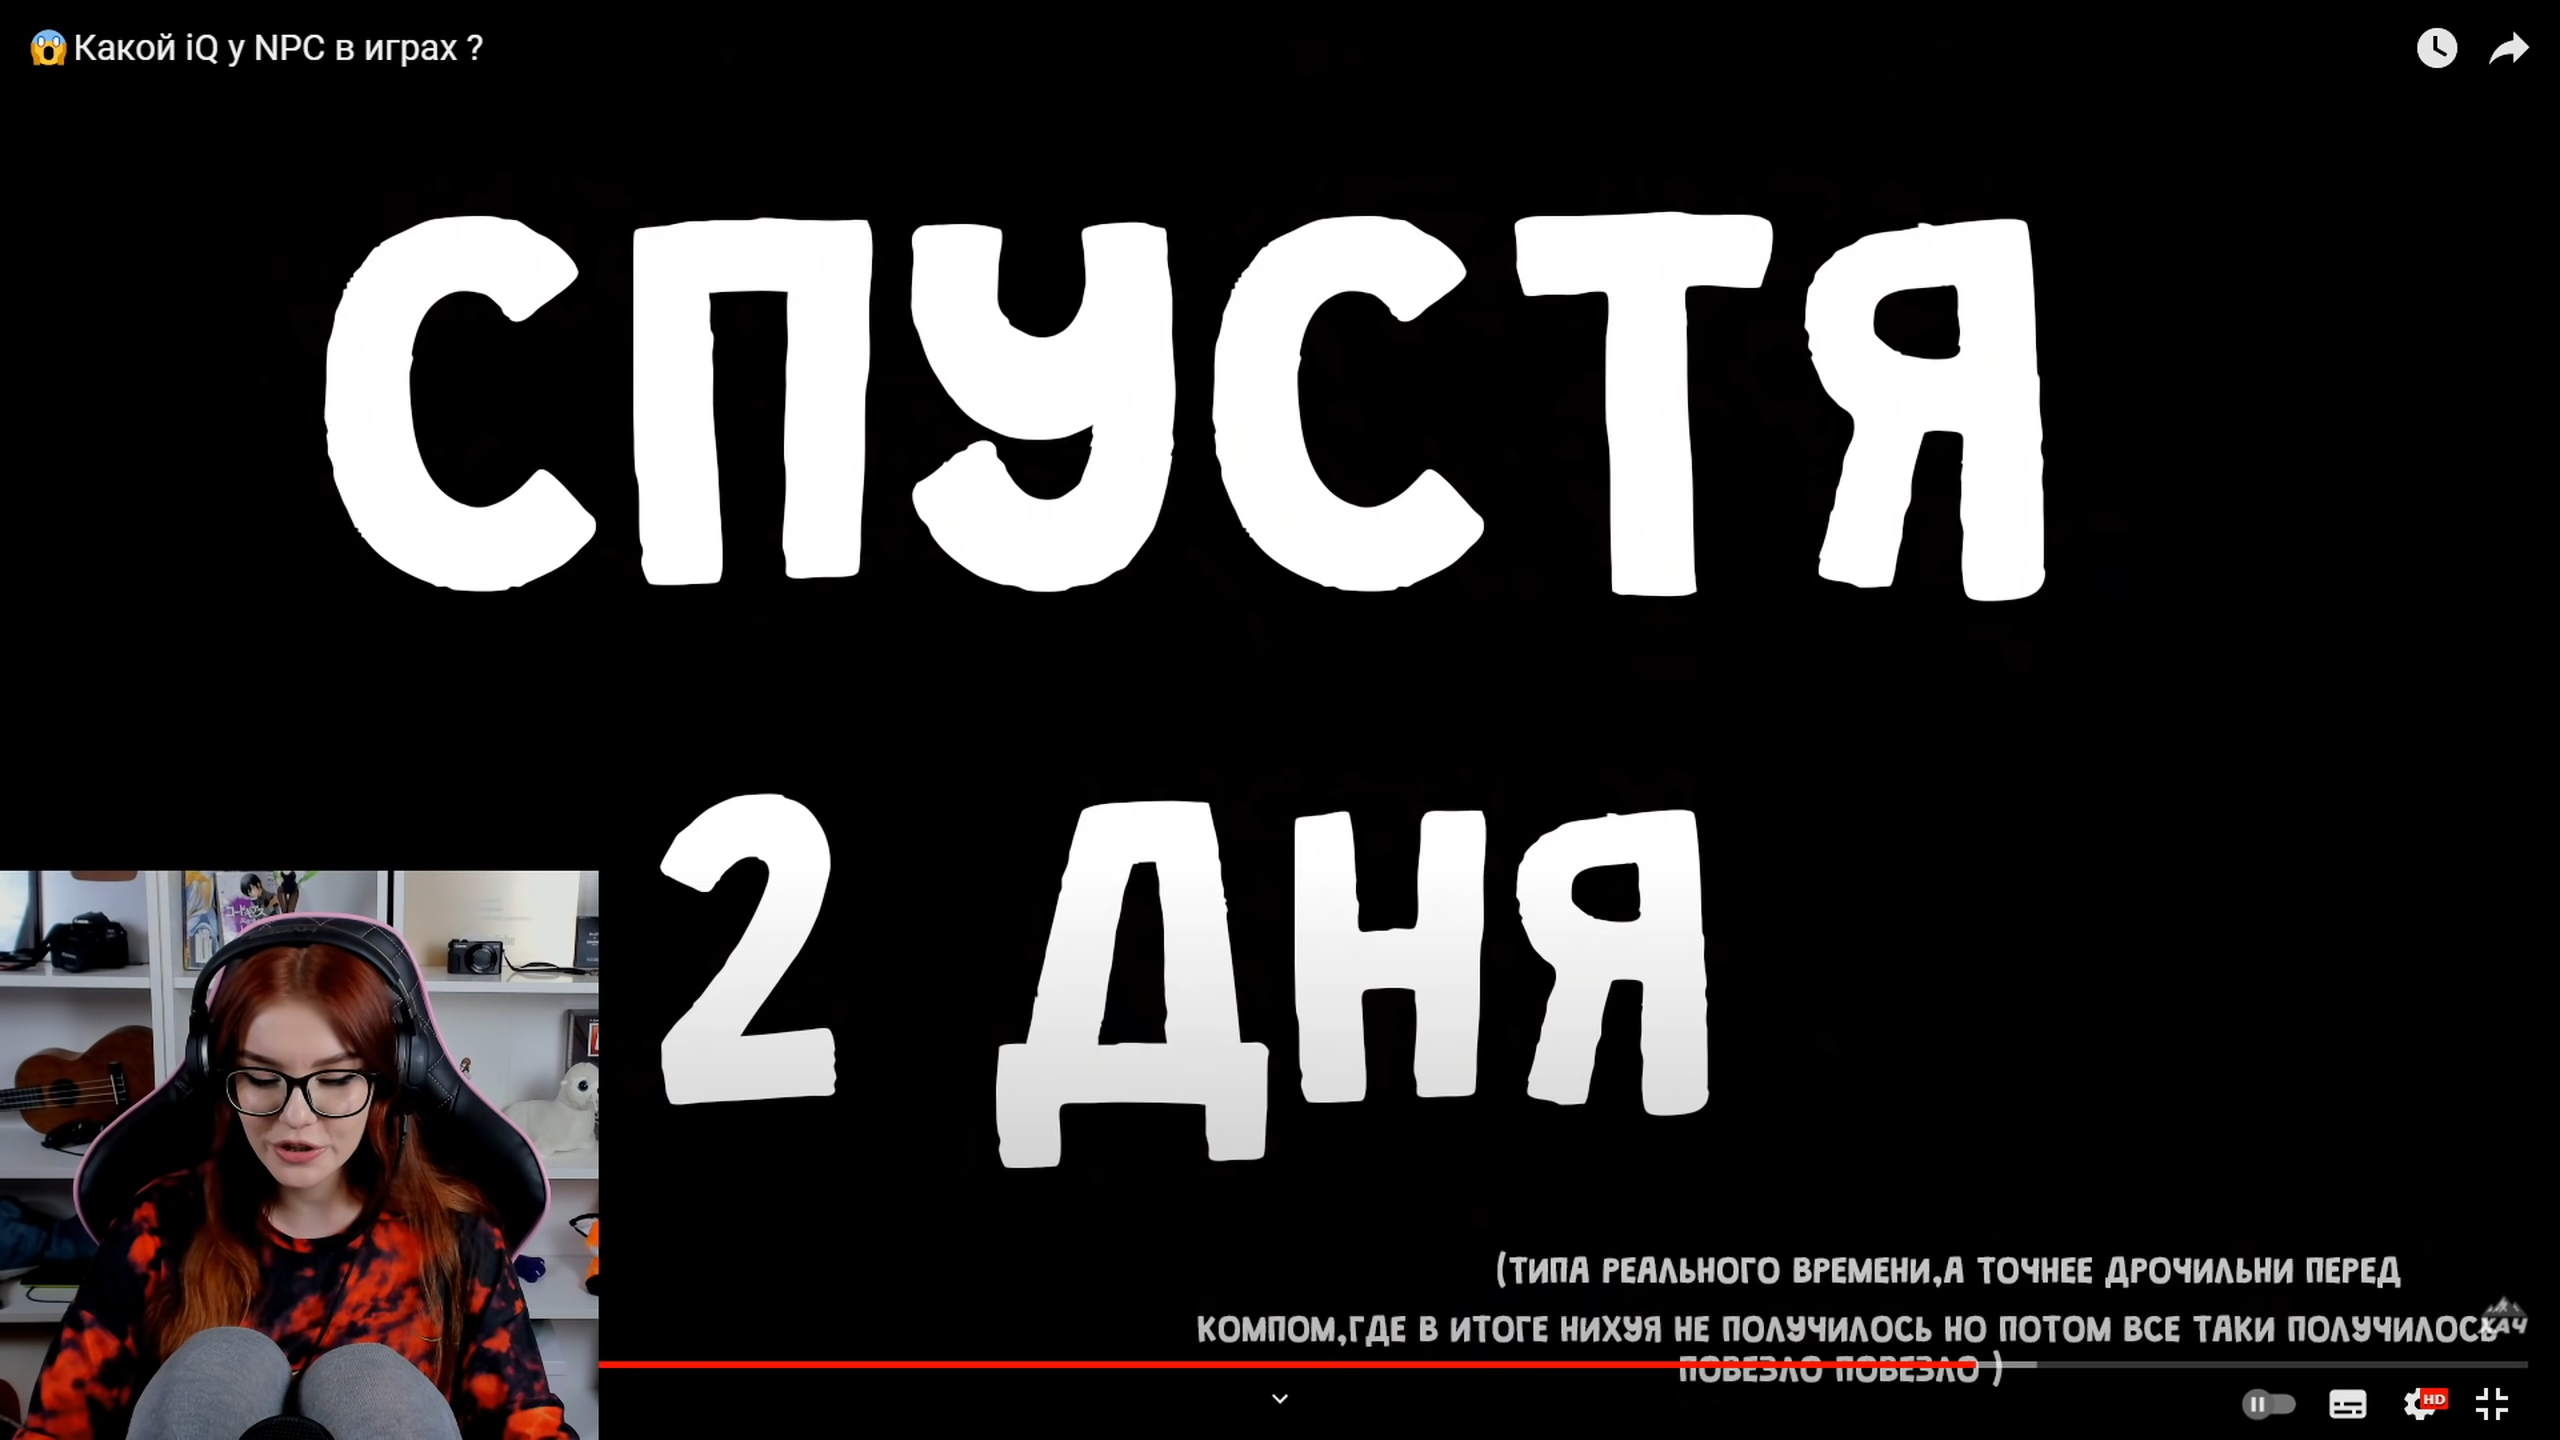 😱Какой iQ у NPC в играх ?
СПУСТЯ
2 ДНЯ
(ТИПА РЕАЛЬНОГО ВРЕМЕНИ,А ТОЧНЕЕ ДРОЧИЛЬНИ ПЕРЕД
КОМПОМ,ГДЕ В ИТОГЕ НИХУЯ НЕ ПОЛУЧИЛОСЬ НО ПОТОМ ВСЕ ТАКИ ПОЛУЧИЛОСЬ
ПОВЕЗЛО ПОВЕЗЛО )
HD